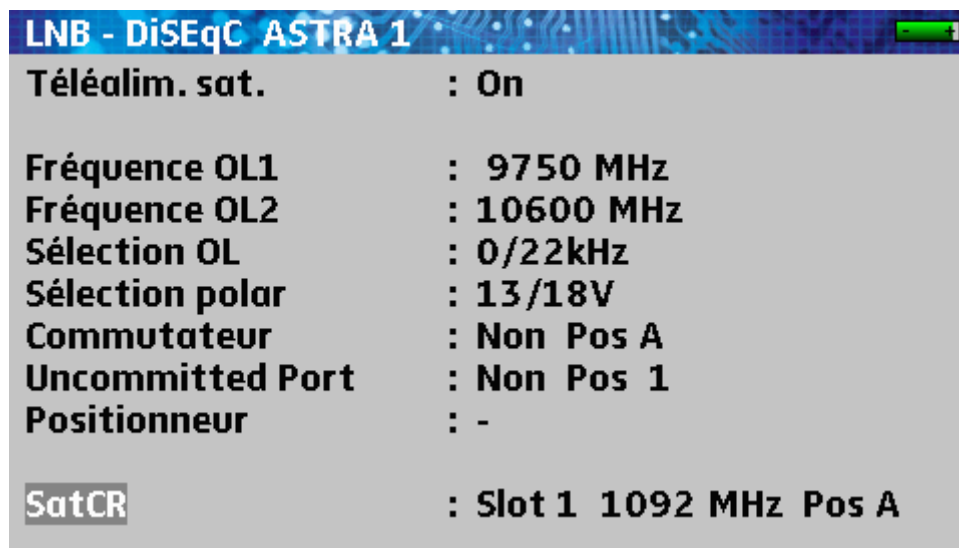 LNB - DiSEqC ASTRA 1
Téléalim. sat. : On
Fréquence OL1 : 9750 MHz
Fréquence OL2 : 10600 MHz
Sélection OL : 0/22kHz
Sélection polar : 13/18V
Commutateur : Non Pos A
Uncommitted Port : Non Pos 1
Positionneur : -
SatCR : Slot 1 1092 MHz Pos A